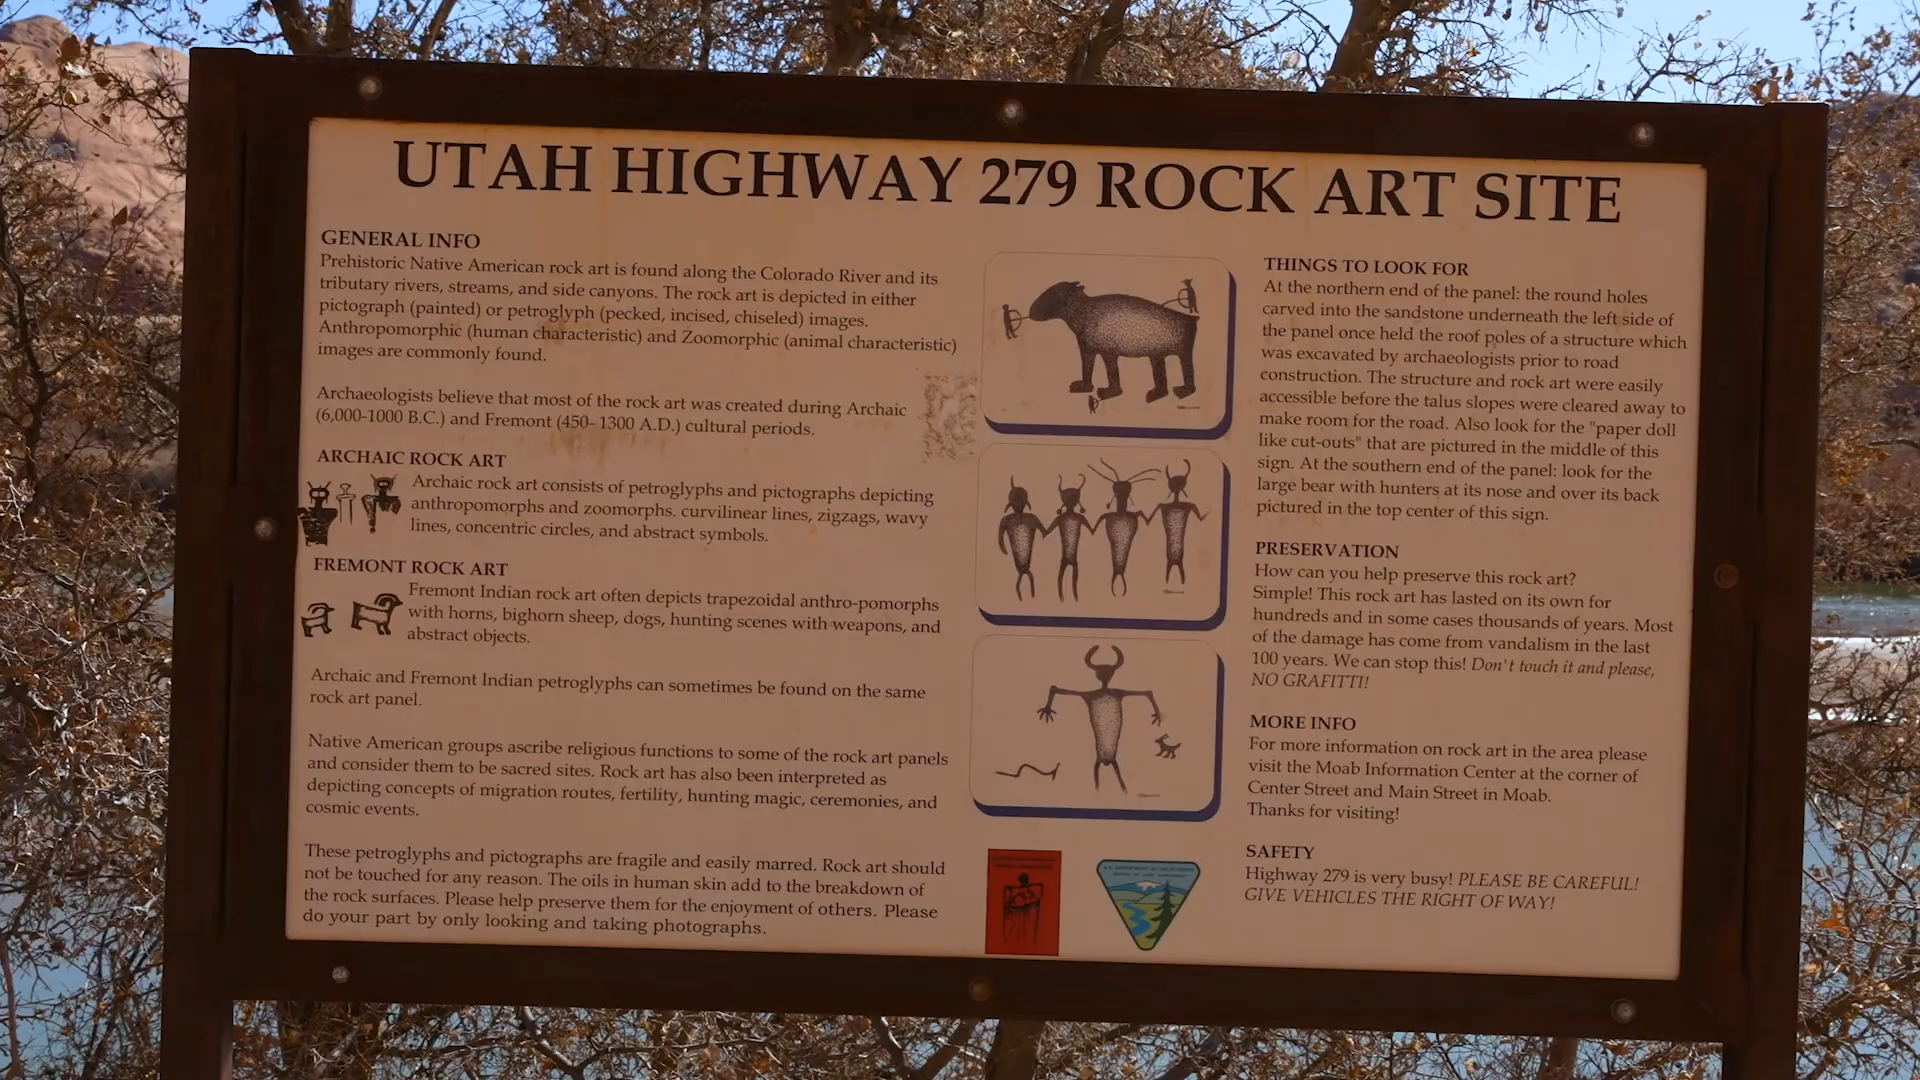 UTAH HIGHWAY 279 ROCK ART SITE
GENERAL INFO
Prehistoric Native American rock art is found along the Colorado River and its
tributary rivers, streams, and side canyons. The rock art is depicted in either
pictograph (painted) or petroglyph (pecked, incised, chiseled) images.
Anthropomorphic (human characteristic) and Zoomorphic (animal characteristic)
images are commonly found.
Archaeologists believe that most of the rock art was created during Archaic
(6,000-1000 B.C.) and Fremont (450- 1300 A.D.) cultural periods.
ARCHAIC ROCK ART
Archaic rock art consists of petroglyphs and pictographs depicting
anthropomorphs and zoomorphs. curvilinear lines, zigzags, wavy
lines, concentric circles, and abstract symbols.
FREMONT ROCK ART
Fremont Indian rock art often depicts trapezoidal anthro-pomorphs
with horns, bighorn sheep, dogs, hunting scenes with weapons, and
abstract objects.
Archaic and Fremont Indian petroglyphs can sometimes be found on the same
rock art panel.
Native American groups ascribe religious functions to some of the rock art panels
and consider them to be sacred sites. Rock art has also been interpreted as
depicting concepts of migration routes, fertility, hunting magic, ceremonies, and
cosmic events.
These petroglyphs and pictographs are fragile and easily marred. Rock art should
not be touched for any reason. The oils in human skin add to the breakdown of
the rock surfaces. Please help preserve them for the enjoyment of others. Please
do your part by only looking and taking photographs.
THINGS TO LOOK FOR
At the northern end of the panel: the round holes
carved into the sandstone underneath the left side of
the panel once held the roof poles of a structure which
was excavated by archaeologists prior to road
construction. The structure and rock art were easily
accessible before the talus slopes were cleared away to
make room for the road. Also look for the "paper doll
like cut-outs" that are pictured in the middle of this
sign. At the southern end of the panel: look for the
large bear with hunters at its nose and over its back
pictured in the top center of this sign.
PRESERVATION
How can you help preserve this rock art?
Simple! This rock art has lasted on its own for
hundreds and in some cases thousands of years. Most
of the damage has come from vandalism in the last
100 years. We can stop this! Don't touch it and please,
NO GRAFITTI!
MORE INFO
For more information on rock art in the area please
visit the Moab Information Center at the corner of
Center Street and Main Street in Moab.
Thanks for visiting!
SAFETY
Highway 279 is very busy! PLEASE BE CAREFUL!
GIVE VEHICLES THE RIGHT OF WAY!